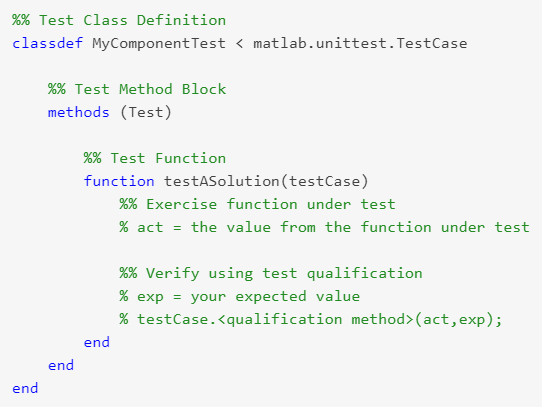 %% Test Class Definition
classdef MyComponentTest < matlab.unittest.TestCase
%% Test Method Block
methods (Test)
%% Test Function
function testASolution(testCase)
%% Exercise function under test
% act = the value from the function under test
%% Verify using test qualification
% exp = your expected value
% testCase.<qualification method>(act,exp);
end
end
end